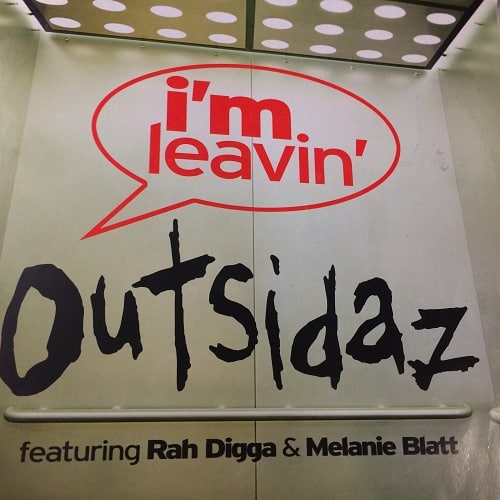 i'm
leavin'
Outsidaz
featuring Rah Digga & Melanie Blatt